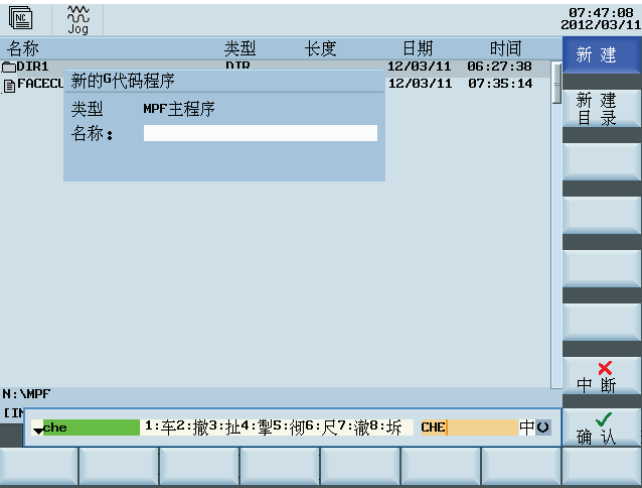 NC
Jog
07:47:08
2012/03/11
名称 类型 长度 日期 时间
DIR1 DIR 12/03/11 06:27:38
FACECU 12/03/11 07:35:14
新的G代码程序
类型 MPF主程序
名称：
新建
新建
目录
N:\MPF
che 1:车2:撤3:扯4:掣5:彻6:尺7:澈8:坼 CHE 中
中断
确认